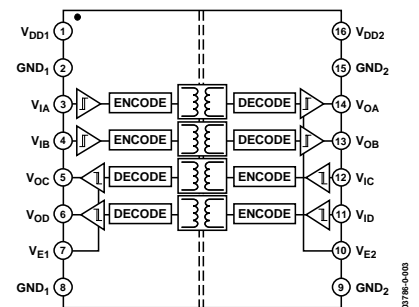 VDD1 1 16 VDD2
GND1 2 15 GND2
VIA 3 ENCODE DECODE 14 VOA
VIB 4 ENCODE DECODE 13 VOB
VOC 5 DECODE ENCODE 12 VIC
VOD 6 DECODE ENCODE 11 VID
VE1 7 10 VE2
GND1 8 9 GND2
03786-0-003